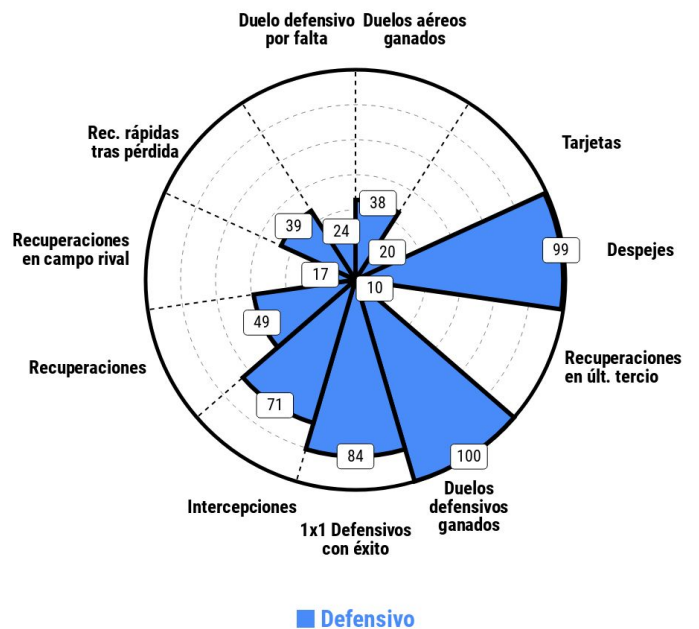 Duelo defensivo
por falta
Duelos aéreos
ganados
Rec. rápidas
tras pérdida
Tarjetas
38
39
24
20
Recuperaciones
en campo rival
99
Despejes
17
10
49
Recuperaciones
Recuperaciones
en últ. tercio
71
84
100
Intercepciones
Duelos
defensivos
ganados
1x1 Defensivos
con éxito
Defensivo